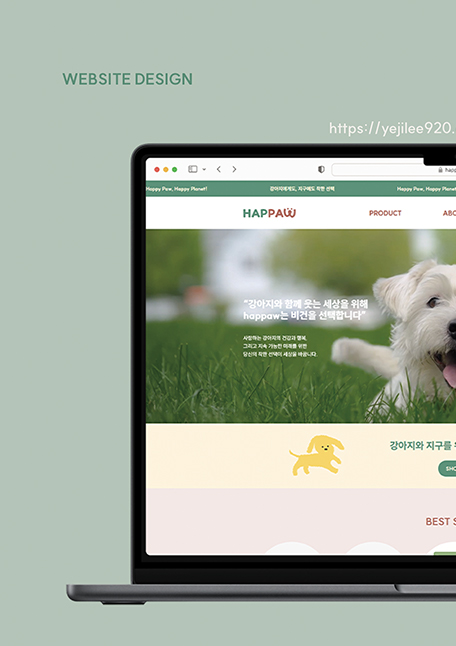 WEBSITE DESIGN
https://yejilee920.
happ
Happy Paw, Happy Planet!
강아지에게도, 지구에도 착한 선택
Happy Paw, Happy Planet
HAPPAW
PRODUCT
ABO
"강아지와 함께 웃는 세상을 위해
happaw는 비건을 선택합니다"
사랑하는 강아지의 건강과 행복,
그리고 지속 가능한 미래를 위한
당신의 착한 선택이 세상을 바꿉니다.
강아지와 지구를
SHO
BEST S